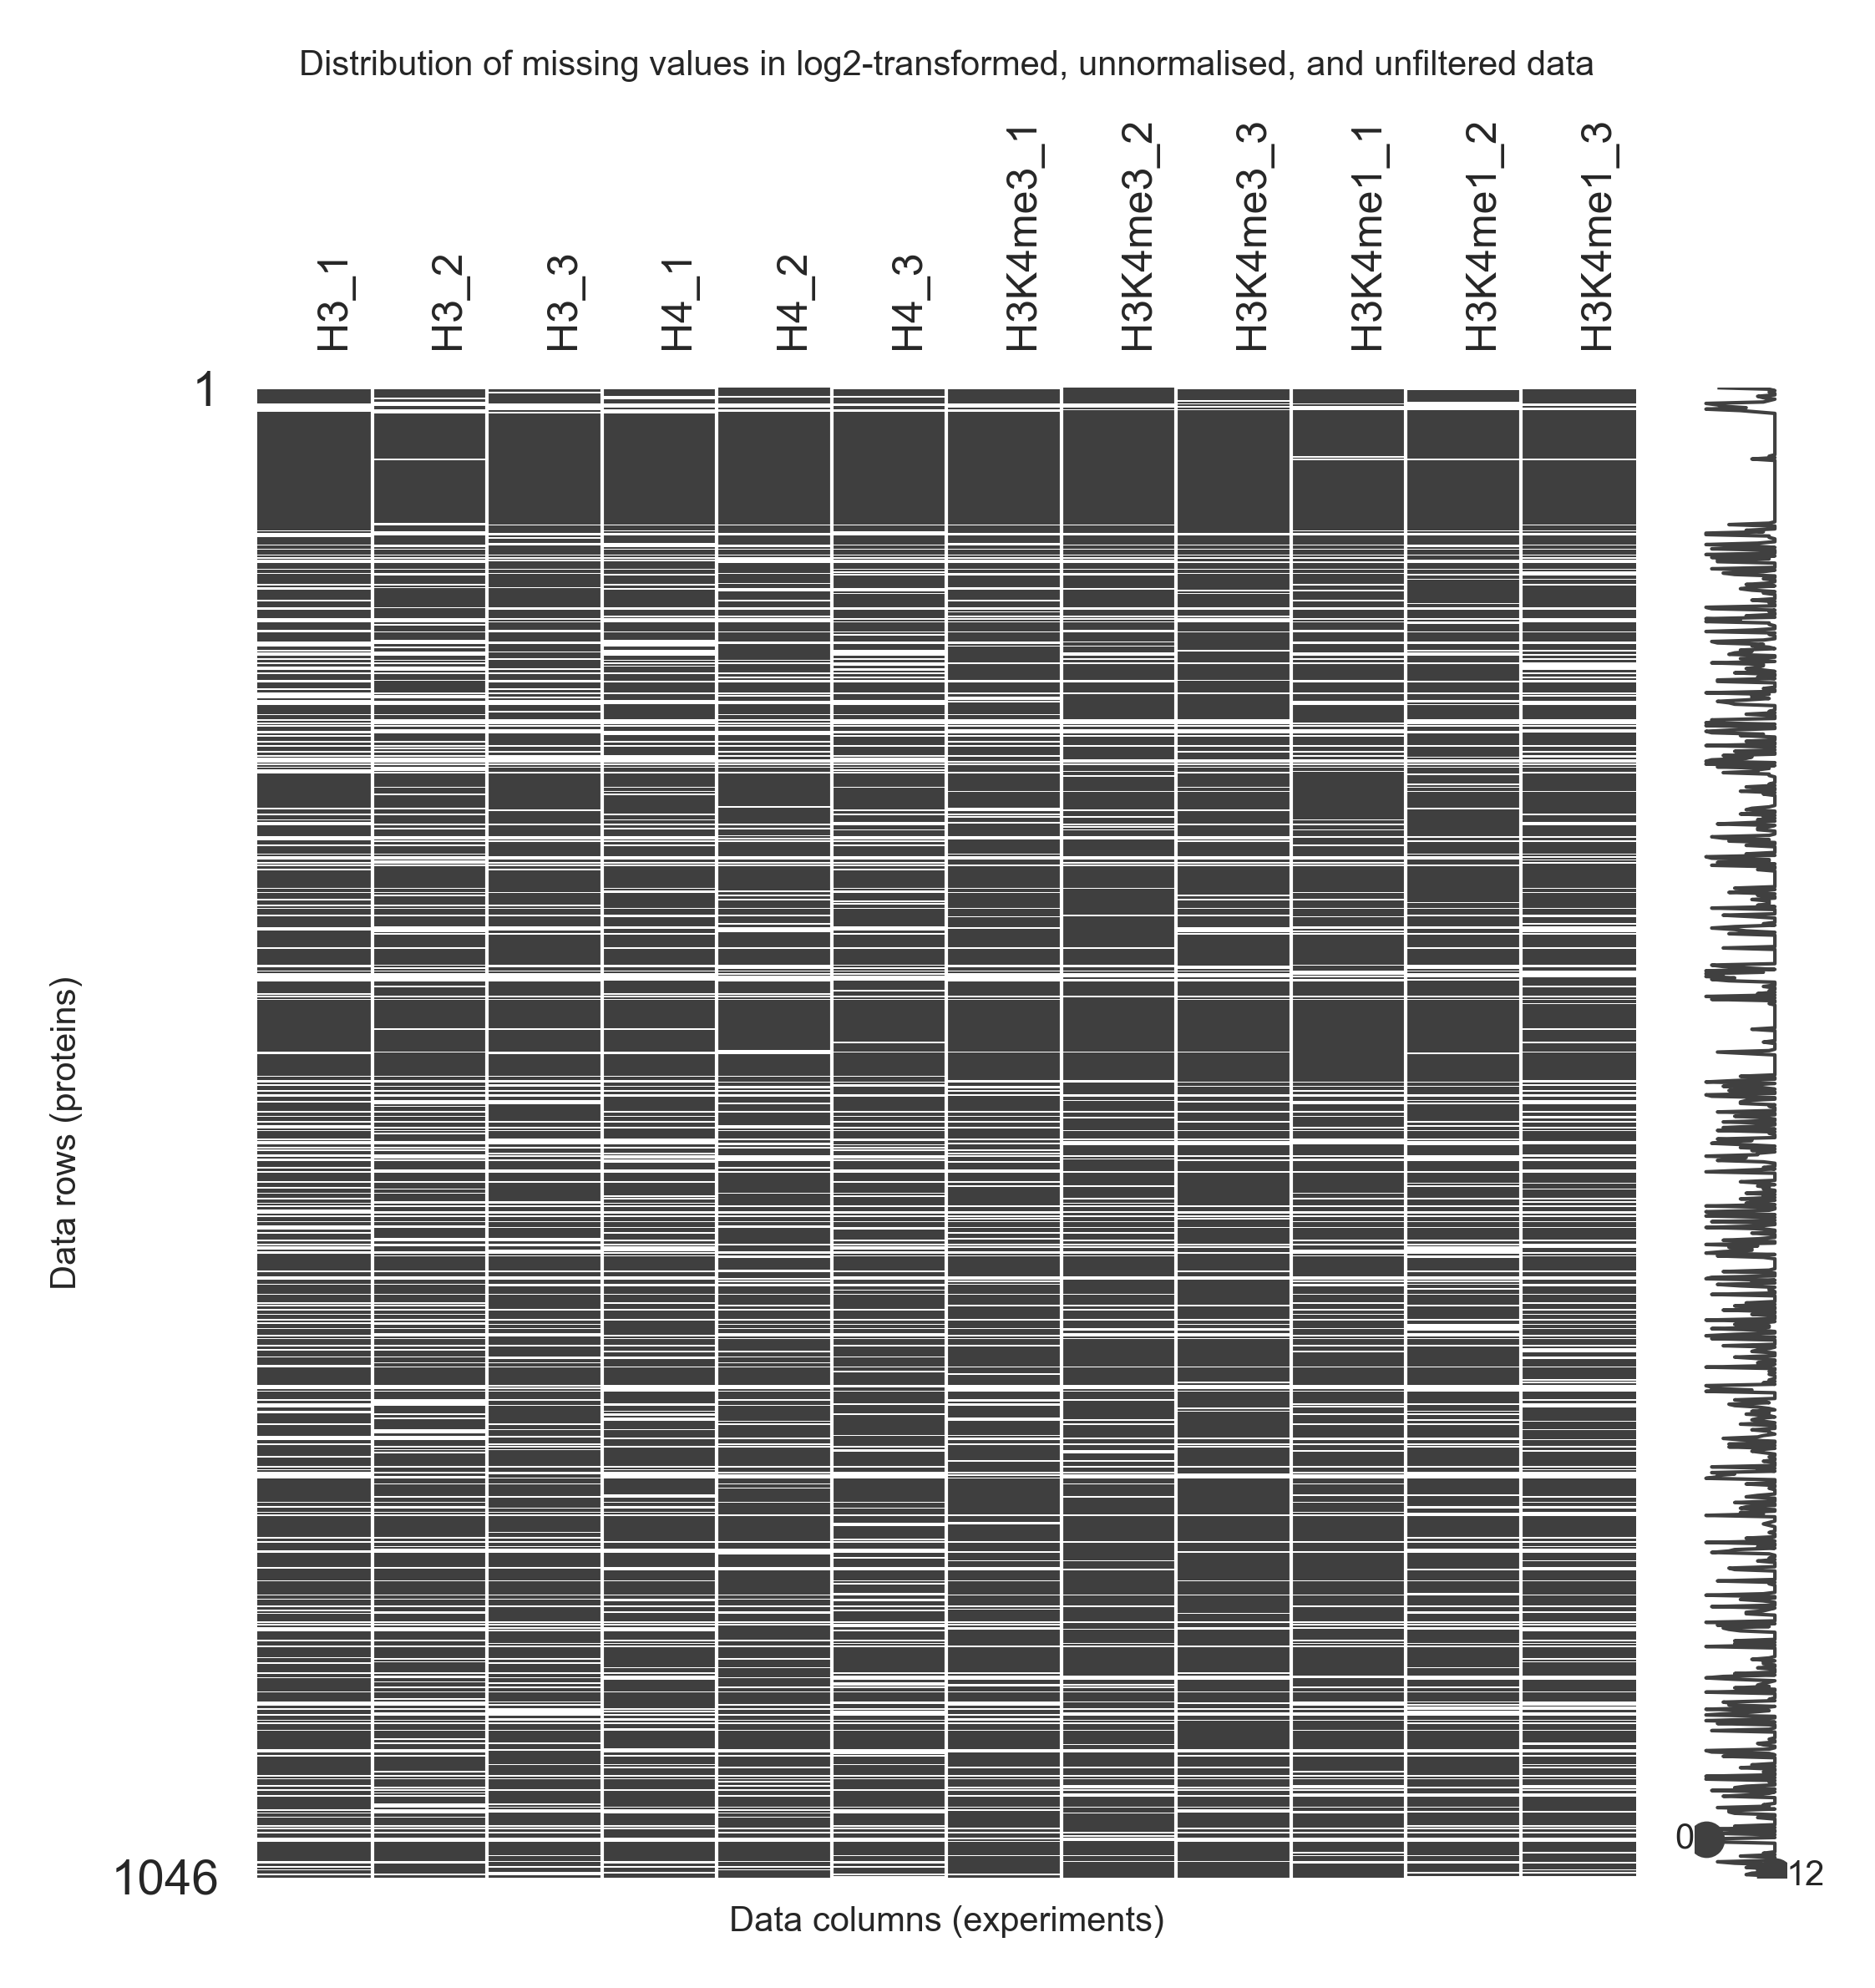 Distribution of missing values in log2-transformed, unnormalised, and unfiltered data
H3_1
H3_2
H3_3
H4_1
H4_2
H4_3
H3K4me3_1
H3K4me3_2
H3K4me3_3
H3K4me1_1
H3K4me1_2
H3K4me1_3
1
Data rows (proteins)
0
1046
12
Data columns (experiments)